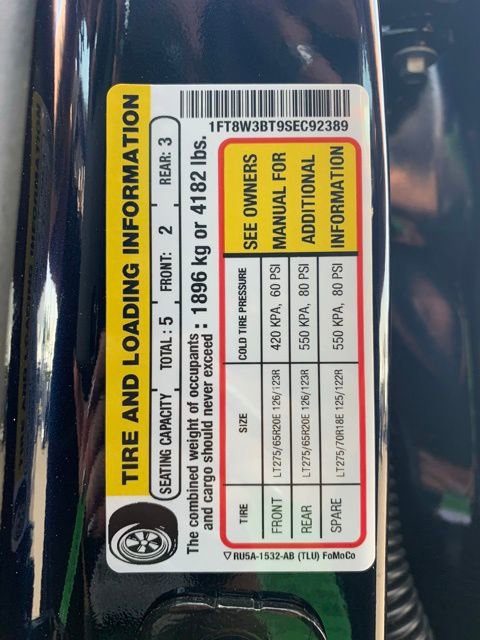 1FT8W3BT9SEC92389
TIRE AND LOADING INFORMATION
SEATING CAPACITY TOTAL : 5 FRONT: 2 REAR: 3
The combined weight of occupants
and cargo should never exceed : 1896 kg or 4182 lbs.
TIRE SIZE COLD TIRE PRESSURE
FRONT LT275/65R20E 126/123R 420 KPA, 60 PSI
REAR LT275/65R20E 126/123R 550 KPA, 80 PSI
SPARE LT275/70R18E 125/122R 550 KPA, 80 PSI
SEE OWNERS
MANUAL FOR
ADDITIONAL
INFORMATION
RU5A-1532-AB (TLU) FoMoCo